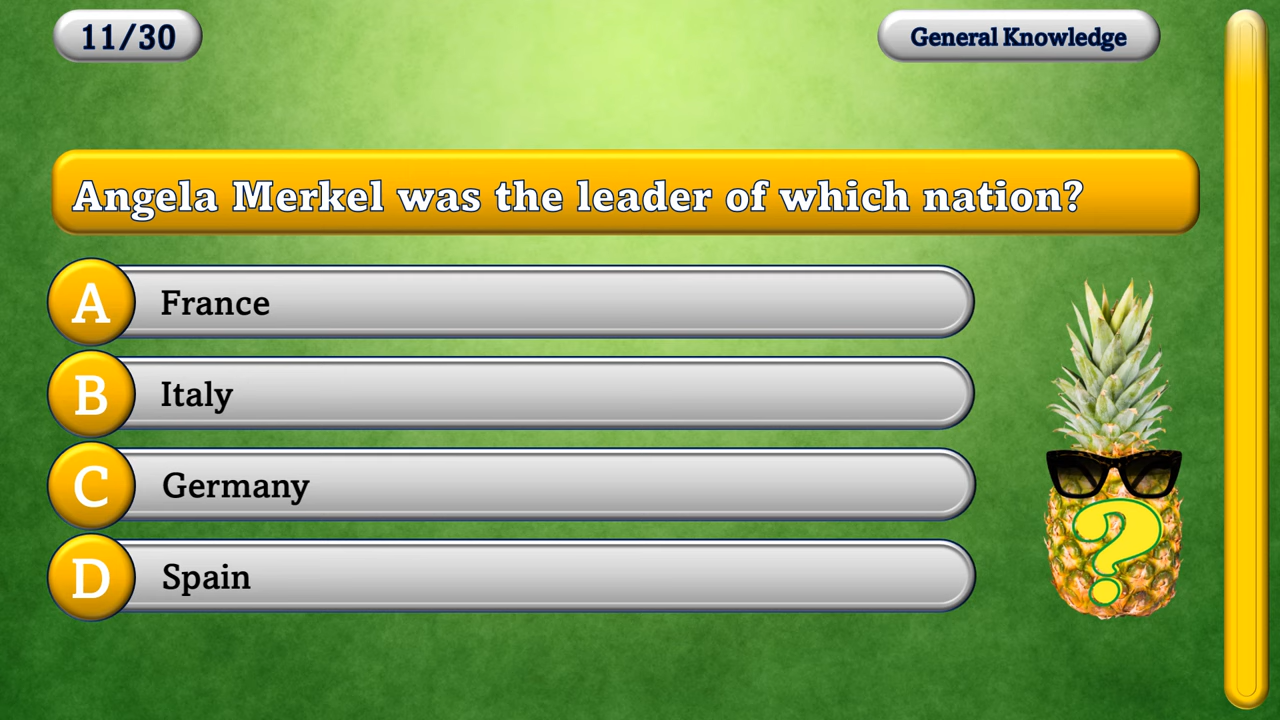 11/30
General Knowledge
Angela Merkel was the leader of which nation?
A France
B Italy
C Germany
D Spain
?